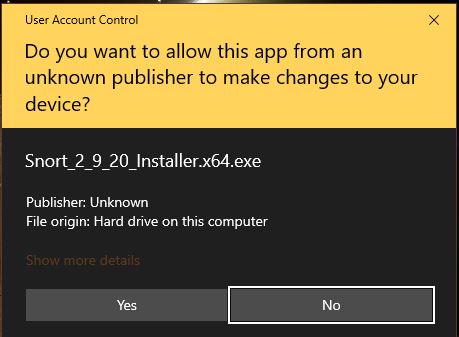 User Account Control
Do you want to allow this app from an
unknown publisher to make changes to your
device?
Snort_2_9_20_Installer.x64.exe
Publisher: Unknown
File origin: Hard drive on this computer
Show more details
Yes
No